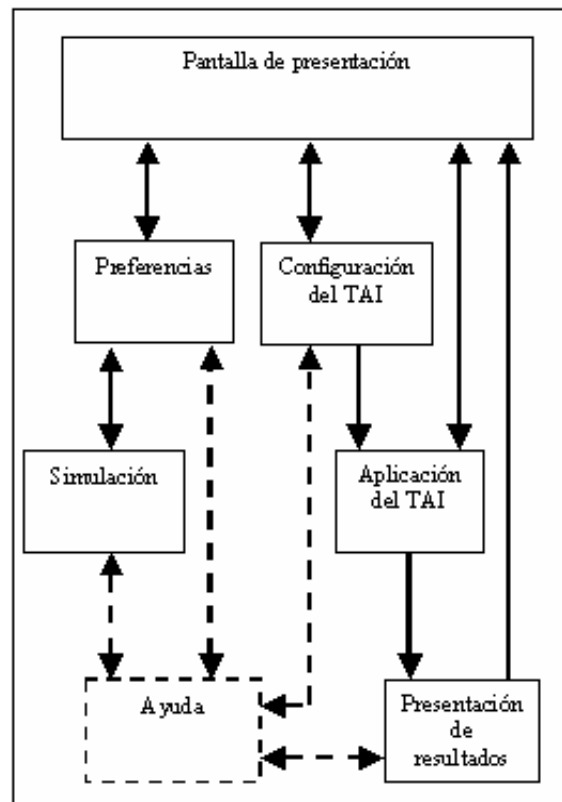 Pantalla de presentación
Preferencias
Configuración
del TAI
Simulación
Aplicación
del TAI
Ayuda
Presentación
de
resultados